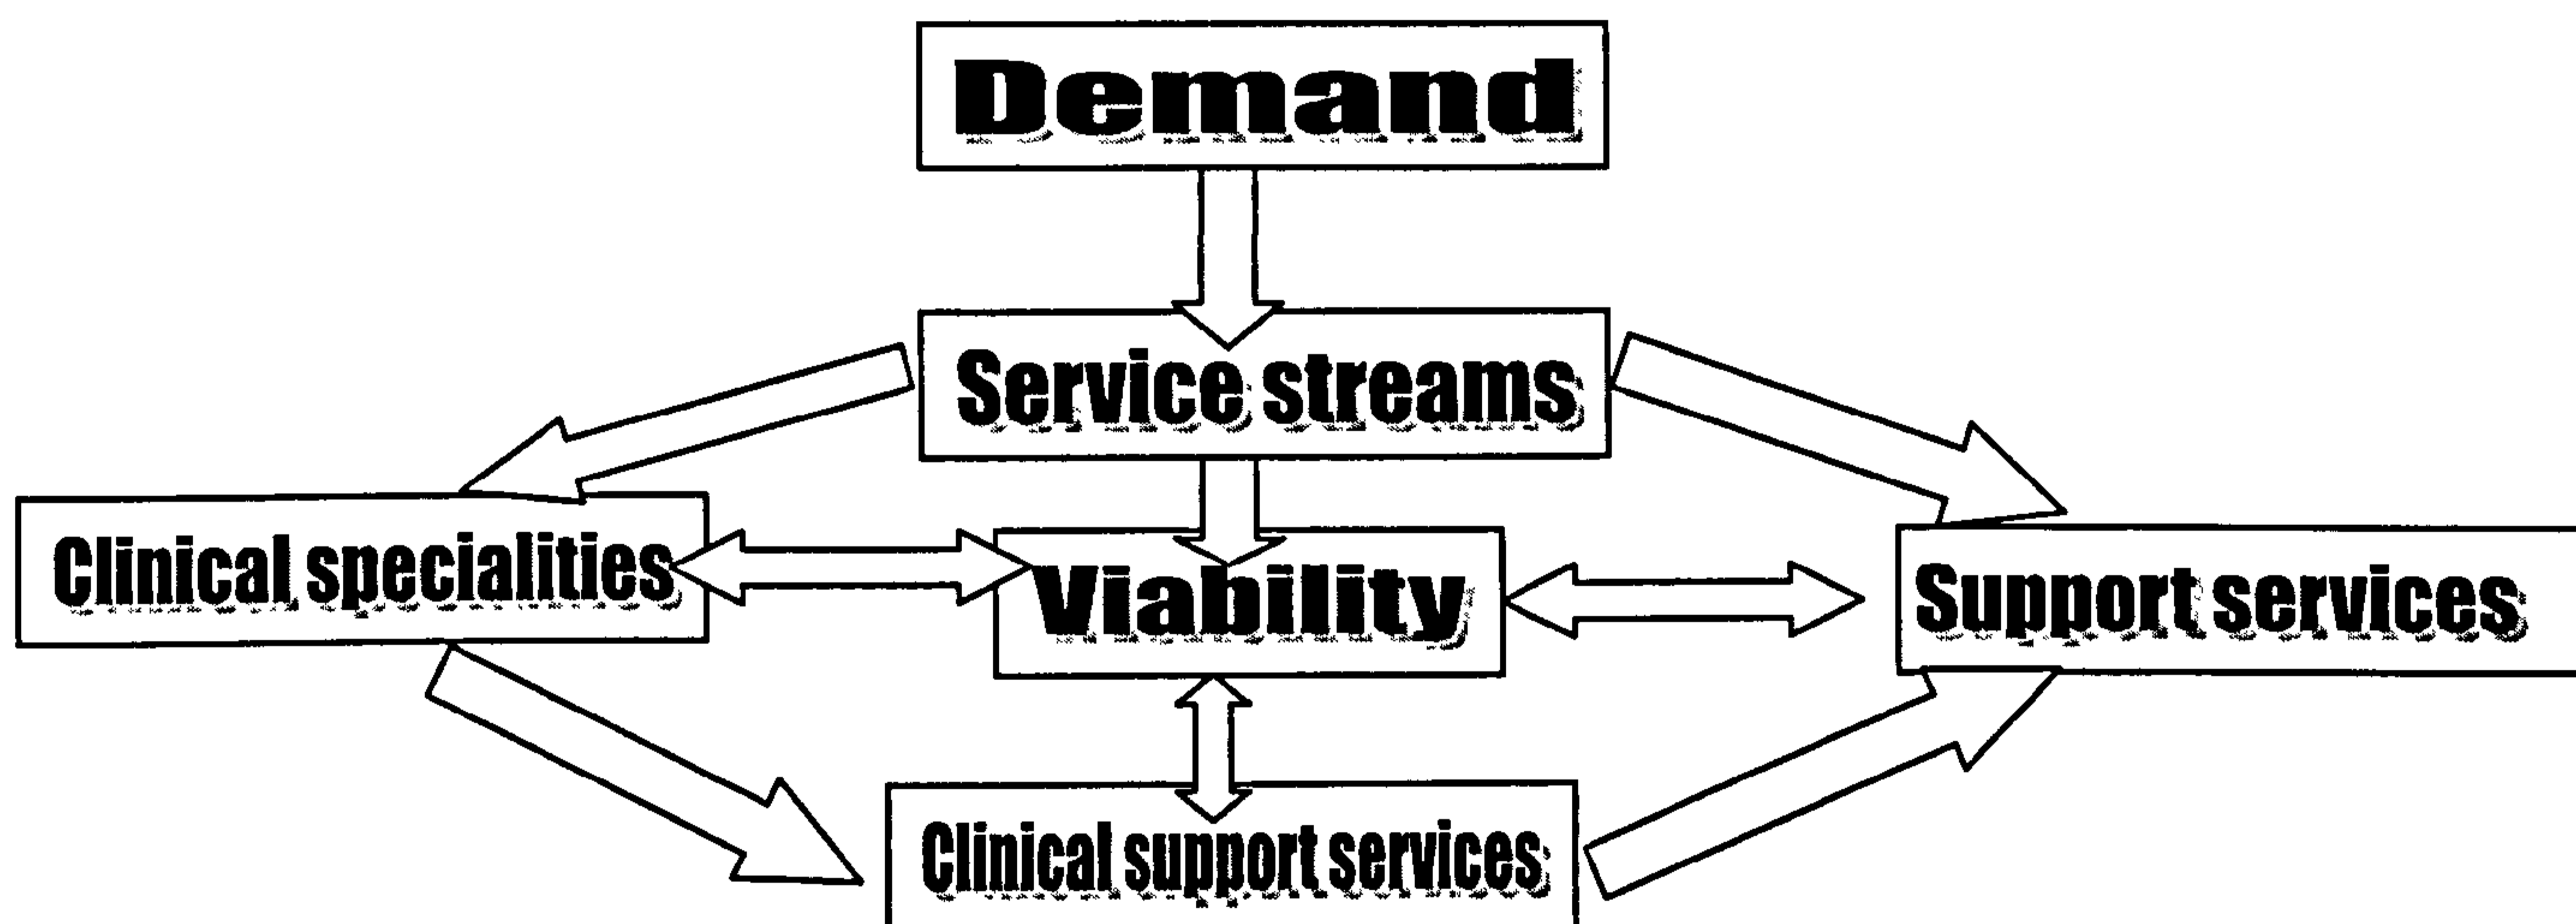 Demand
Service streams
Clinical specialities
Viability
Support services
Clinical support services